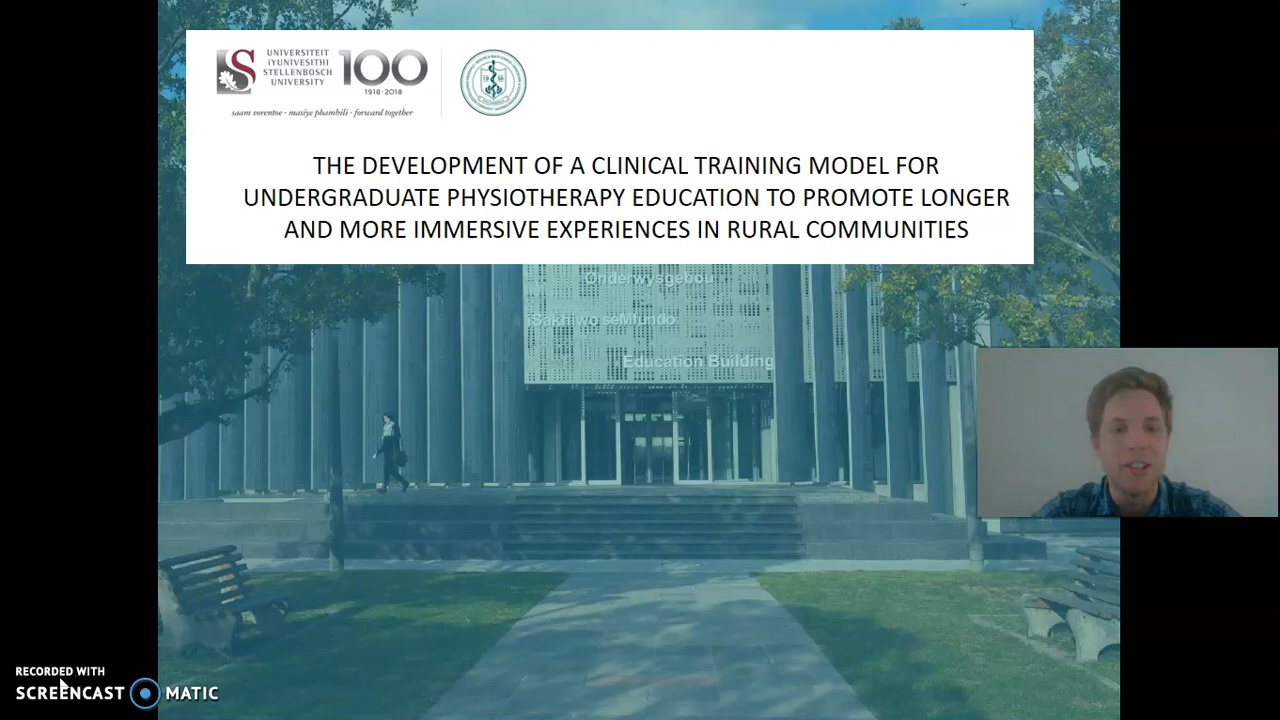 UNIVERSITEIT
iYUNIVESITHI
STELLENBOSCH
UNIVERSITY
100
1918·2018
saam vorentoe · masiye phambili · forward together
THE DEVELOPMENT OF A CLINICAL TRAINING MODEL FOR
UNDERGRADUATE PHYSIOTHERAPY EDUCATION TO PROMOTE LONGER
AND MORE IMMERSIVE EXPERIENCES IN RURAL COMMUNITIES
Onderwysgebou
Education Building
RECORDED WITH
SCREENCAST MATIC